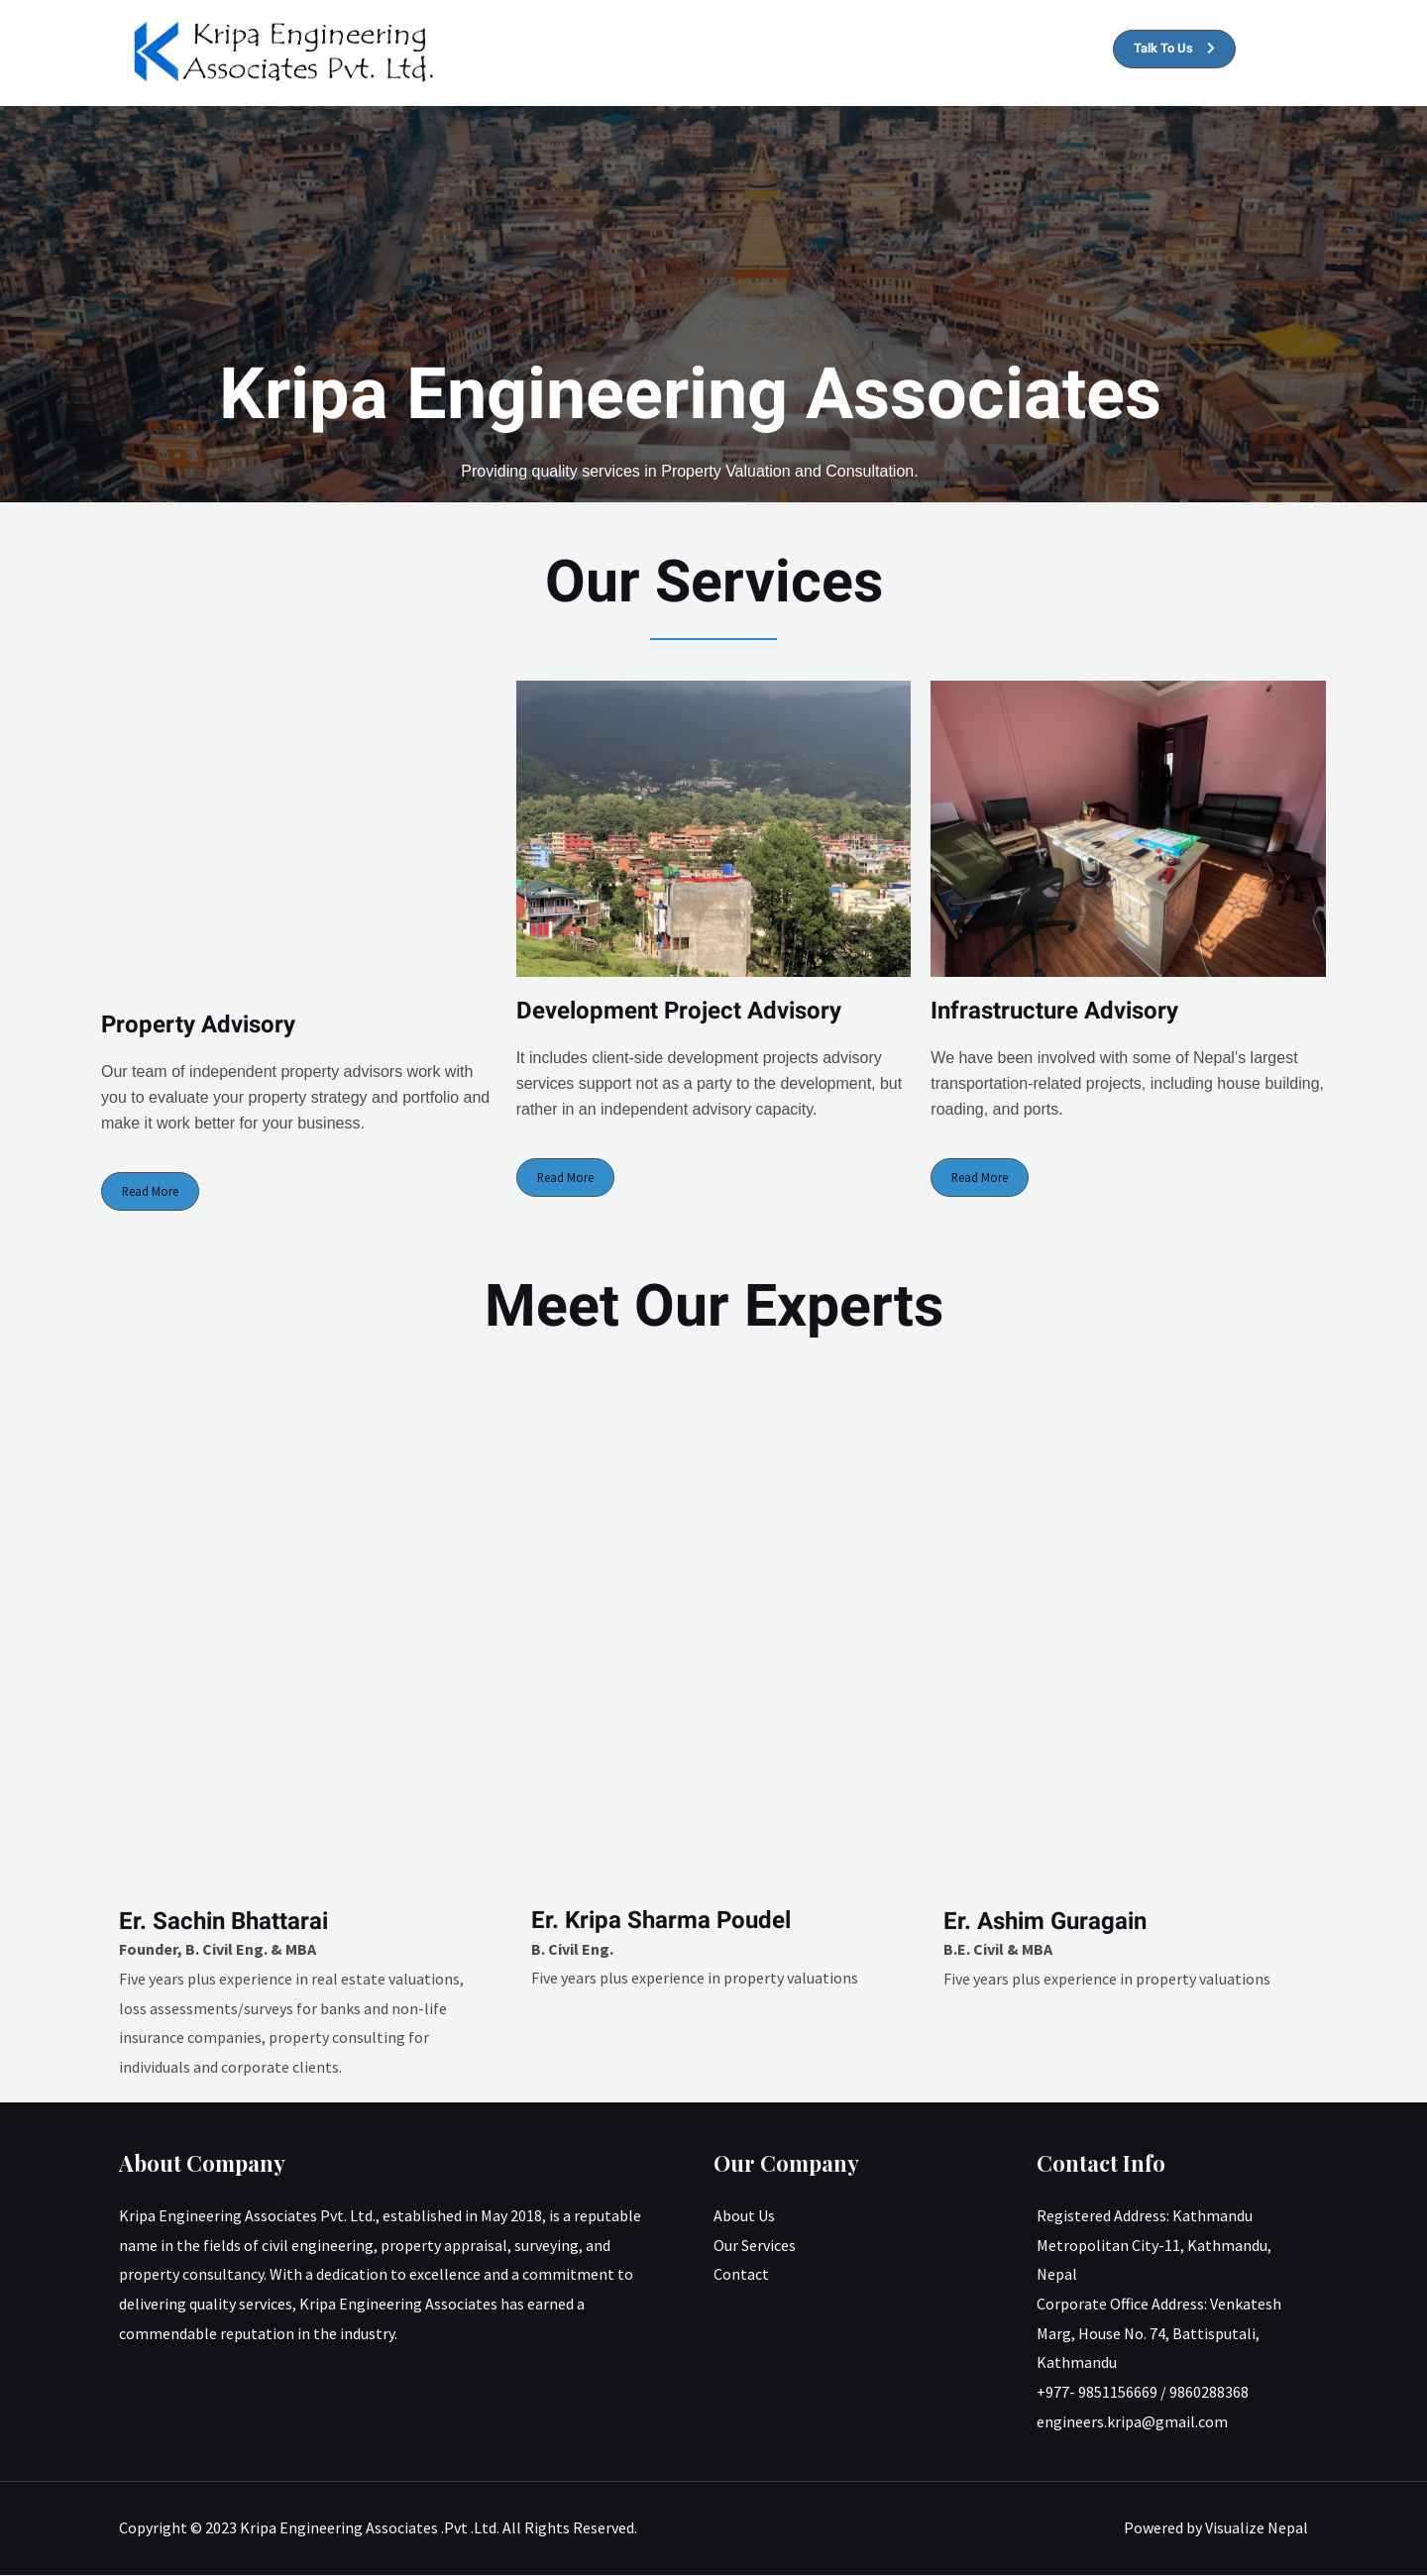 Kripa Engineering
Associates Pvt. Ltd.
Talk To Us
Kripa Engineering Associates
Providing quality services in Property Valuation and Consultation.
Our Services
Property Advisory
Our team of independent property advisors work with
you to evaluate your property strategy and portfolio and
make it work better for your business.
Read More
Development Project Advisory
It includes client-side development projects advisory
services support not as a party to the development, but
rather in an independent advisory capacity.
Read More
Infrastructure Advisory
We have been involved with some of Nepal's largest
transportation-related projects, including house building,
roading, and ports.
Read More
Meet Our Experts
Er. Sachin Bhattarai
Founder, B. Civil Eng. & MBA
Five years plus experience in real estate valuations,
loss assessments/surveys for banks and non-life
insurance companies, property consulting for
individuals and corporate clients.
Er. Kripa Sharma Poudel
B. Civil Eng.
Five years plus experience in property valuations
Er. Ashim Guragain
B.E. Civil & MBA
Five years plus experience in property valuations
About Company
Kripa Engineering Associates Pvt. Ltd., established in May 2018, is a reputable
name in the fields of civil engineering, property appraisal, surveying, and
property consultancy. With a dedication to excellence and a commitment to
delivering quality services, Kripa Engineering Associates has earned a
commendable reputation in the industry.
Our Company
About Us
Our Services
Contact
Contact Info
Registered Address: Kathmandu
Metropolitan City-11, Kathmandu,
Nepal
Corporate Office Address: Venkatesh
Marg, House No. 74, Battisputali,
Kathmandu
+977- 9851156669 / 9860288368
engineers.kripa@gmail.com
Copyright © 2023 Kripa Engineering Associates .Pvt .Ltd. All Rights Reserved.
Powered by Visualize Nepal